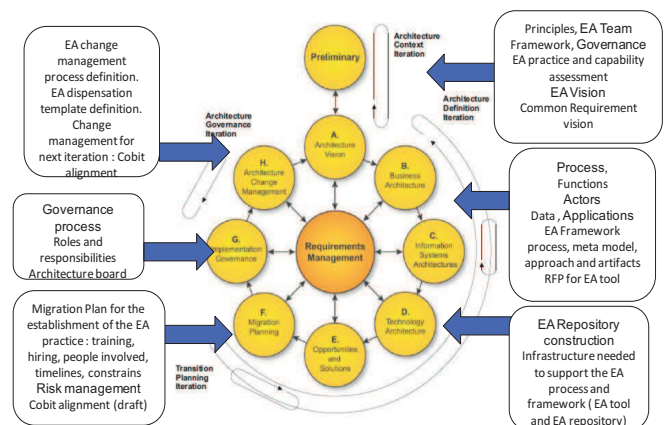 EA change
management
process definition.
EA dispensation
template definition.
Change
management for
next iteration : Cobit
alignment
Governance
process
Roles and
responsibilities
Architecture board
Migration Plan for the
establishment of the EA
practice : training,
hiring, people involved,
timelines, constrains
Risk management
Cobit alignment (draft)
Preliminary
Architecture
Context
Iteration
Architecture
Governance
Iteration
Architecture
Definition
Iteration
A.
Architecture
Vision
H.
Architecture
Change
Management
B.
Business
Architecture
G.
Implementation
Governance
Requirements
Management
C.
Information
Systems
Architectures
F.
Migration
Planning
D.
Technology
Architecture
E.
Opportunities
and
Solutions
Transition
Planning
Iteration
Principles, EA Team
Framework, Governance
EA practice and capability
assessment
EA Vision
Common Requirement
vision
Process,
Functions
Actors
Data , Applications
EA Framework
process, meta model,
approach and artifacts
RFP for EA tool
EA Repository
construction
Infrastructure needed
to support the EA
process and
framework ( EA tool
and EA repository)